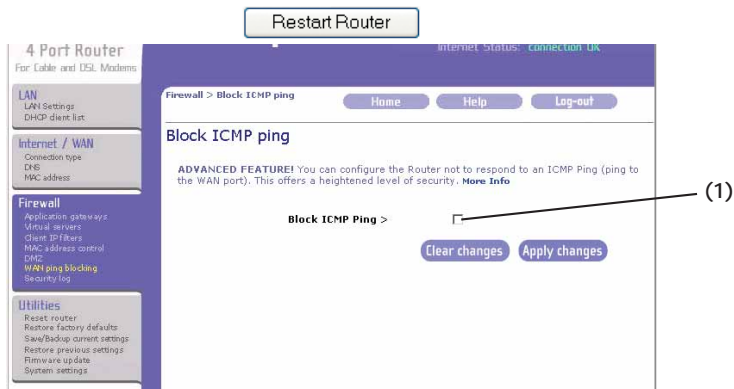 Restart Router
4 Port Router
For Cable and DSL Modems
Internet Status: connection OK
LAN
LAN Settings
DHCP client list
Internet / WAN
Connection type
DNS
MAC address
Firewall
Application gateways
Virtual servers
Client IP filters
MAC address control
DMZ
WAN ping blocking
Security log
Utilities
Reset router
Restore factory defaults
Save/Backup current settings
Restore previous settings
Firmware update
System settings
Firewall > Block ICMP ping
Home
Help
Log-out
Block ICMP ping
ADVANCED FEATURE! You can configure the Router not to respond to an ICMP Ping (ping to
the WAN port). This offers a heightened level of security. More Info
Block ICMP Ping >
(1)
Clear changes
Apply changes